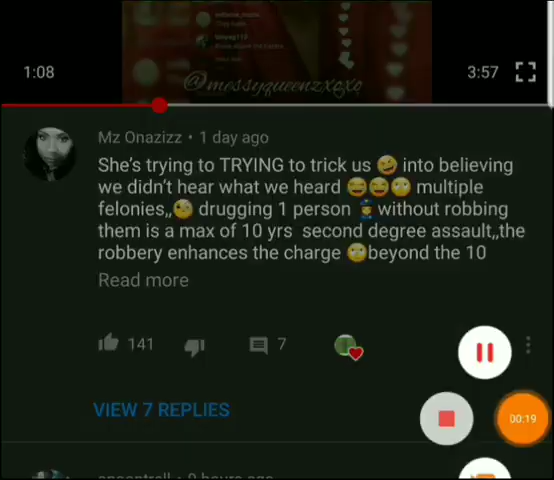 1:08
3:57
@messyqueenzxoxo
Mz Onazizz • 1 day ago
She's trying to TRYING to trick us 🤣 into believing
we didn't hear what we heard 😂😂🙄 multiple
felonies,,🧐 drugging 1 person 👮without robbing
them is a max of 10 yrs second degree assault,,the
robbery enhances the charge 🙄beyond the 10
Read more
141
7
VIEW 7 REPLIES
00:19